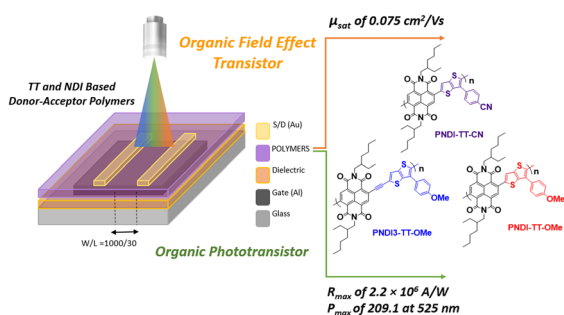 μsat of 0.075 cm²/Vs
Organic Field Effect
Transistor
TT and NDI Based
Donor-Acceptor Polymers
S/D (Au)
POLYMERS
Dielectric
Gate (Al)
Glass
W/L =1000/30
Organic Phototransistor
O N O
S
S
n
CN
O N O
PNDI-TT-CN
O N O
S
S
n
OMe
O N O
PNDI3-TT-OMe
O N O
S
S
n
OMe
O N O
PNDI-TT-OMe
Rmax of 2.2 × 10⁶ A/W
Pmax of 209.1 at 525 nm